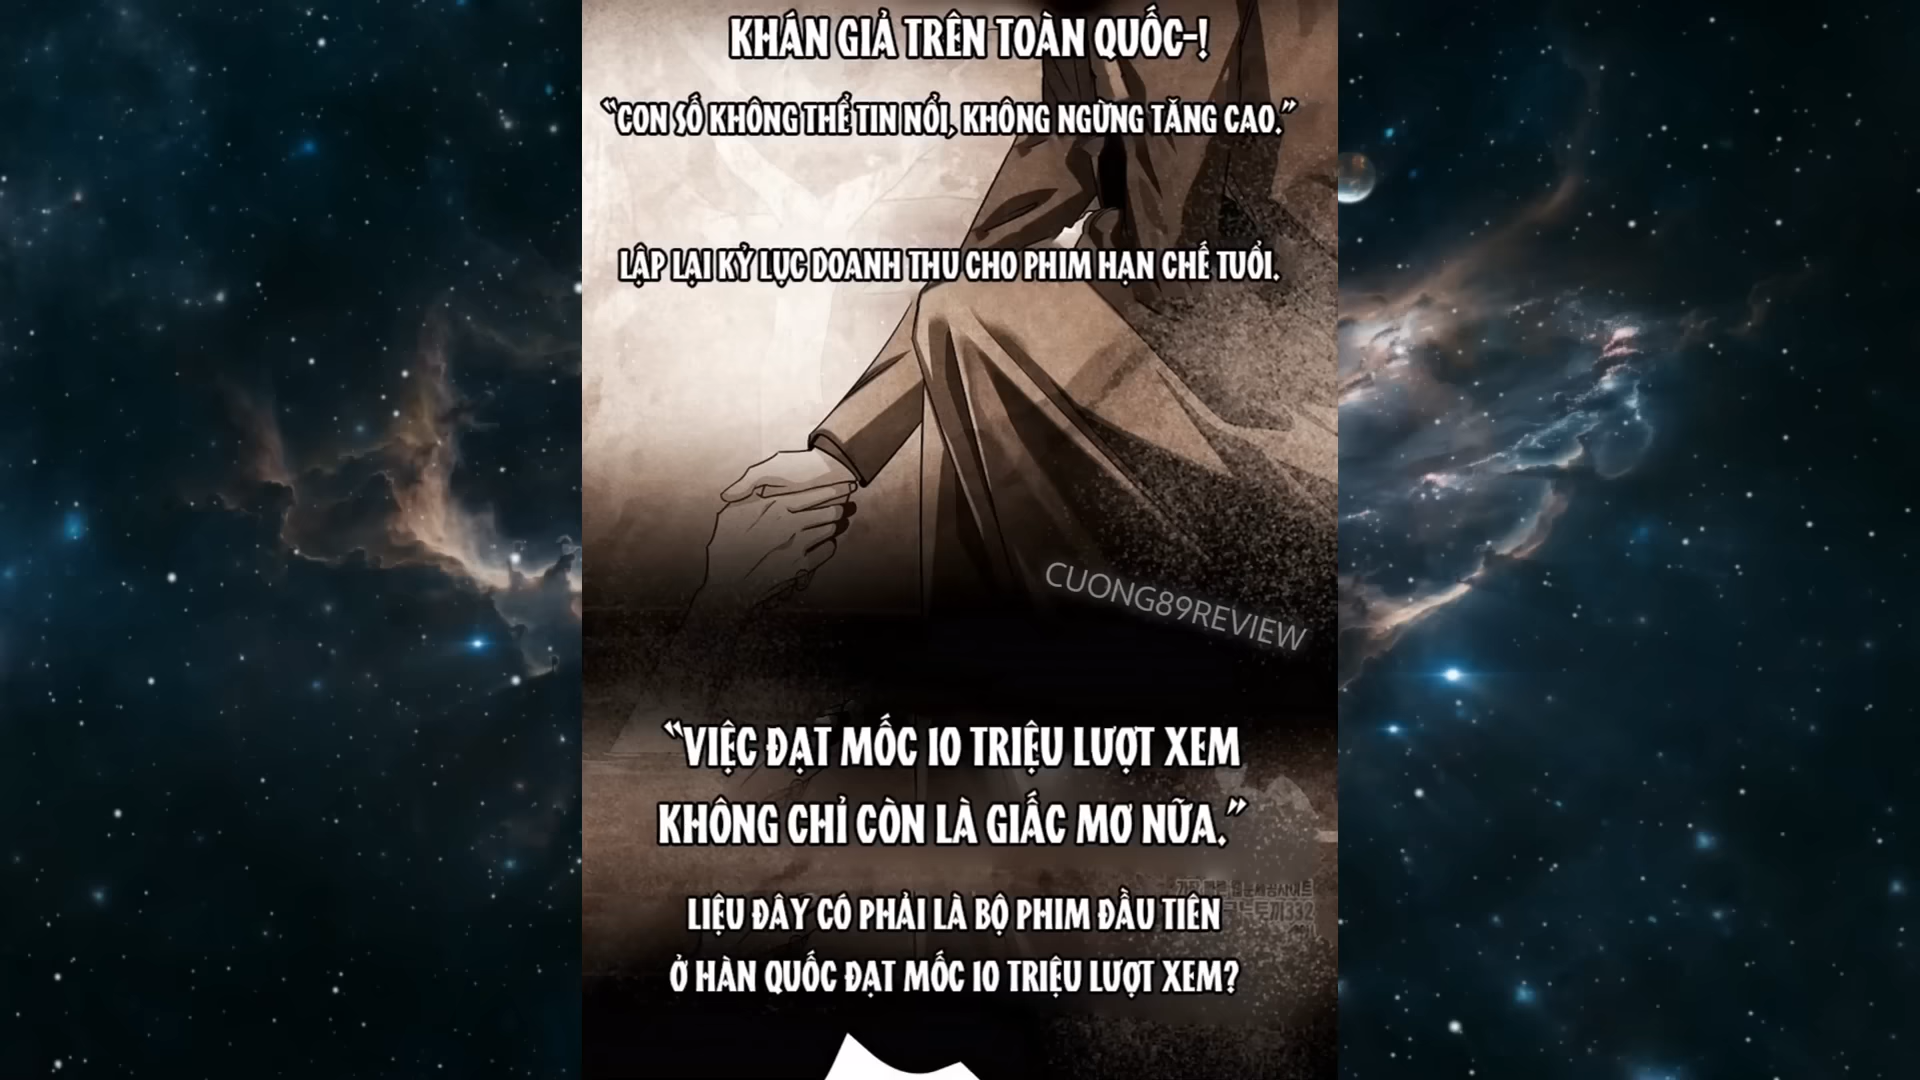 KHÁN GIẢ TRÊN TOÀN QUỐC-!
“CON SỐ KHÔNG THỂ TIN NỔI, KHÔNG NGỪNG TĂNG CAO.”
LẬP LẠI KỶ LỤC DOANH THU CHO PHIM HẠN CHẾ TUỔI.
CUONG89REVIEW
“VIỆC ĐẠT MỐC 10 TRIỆU LƯỢT XEM
KHÔNG CHỈ CÒN LÀ GIẤC MƠ NỮA.”
LIỆU ĐÂY CÓ PHẢI LÀ BỘ PHIM ĐẦU TIÊN
Ở HÀN QUỐC ĐẠT MỐC 10 TRIỆU LƯỢT XEM?